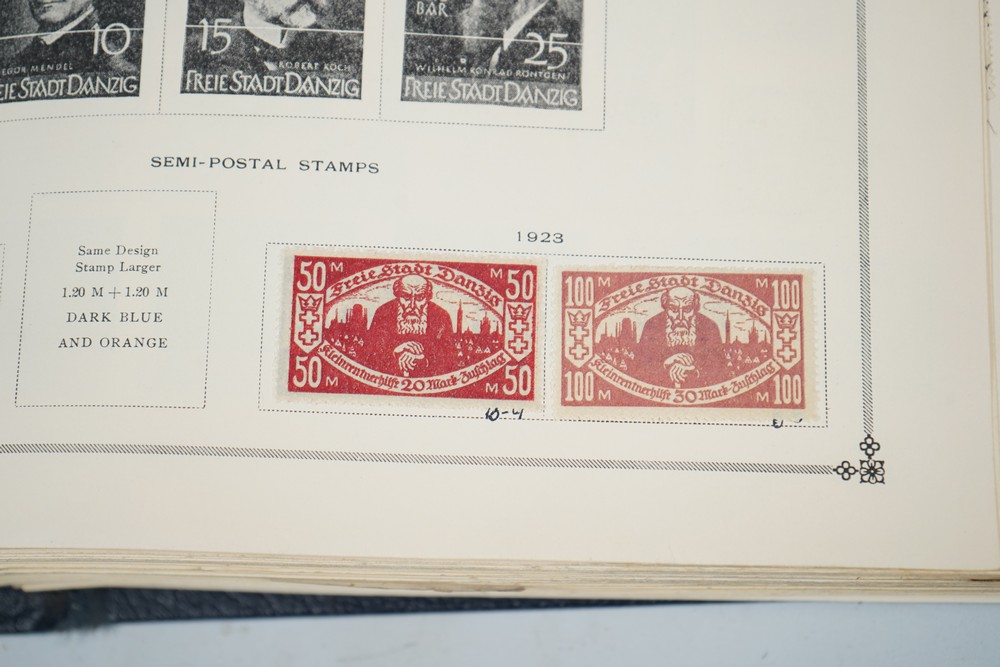 10
EGOR MENDEL
EIE STADT DANZIG
15
ROBERT KOCH
FREIE STADT DANZIG
BAR
25
WILHELM KONRAD RÖNTGEN
FREIE STADT DANZIG
SEMI-POSTAL STAMPS
Same Design
Stamp Larger
1.20 M + 1.20 M
DARK BLUE
AND ORANGE
1923
50 M M 50
Freie Stadt Danzig
Kleinrentnerhilfe 20 Mark Zuschlag
50 M M 50
100 M M 100
Freie Stadt Danzig
Kleinrentnerhilfe 30 Mark Zuschlag
100 M M 100